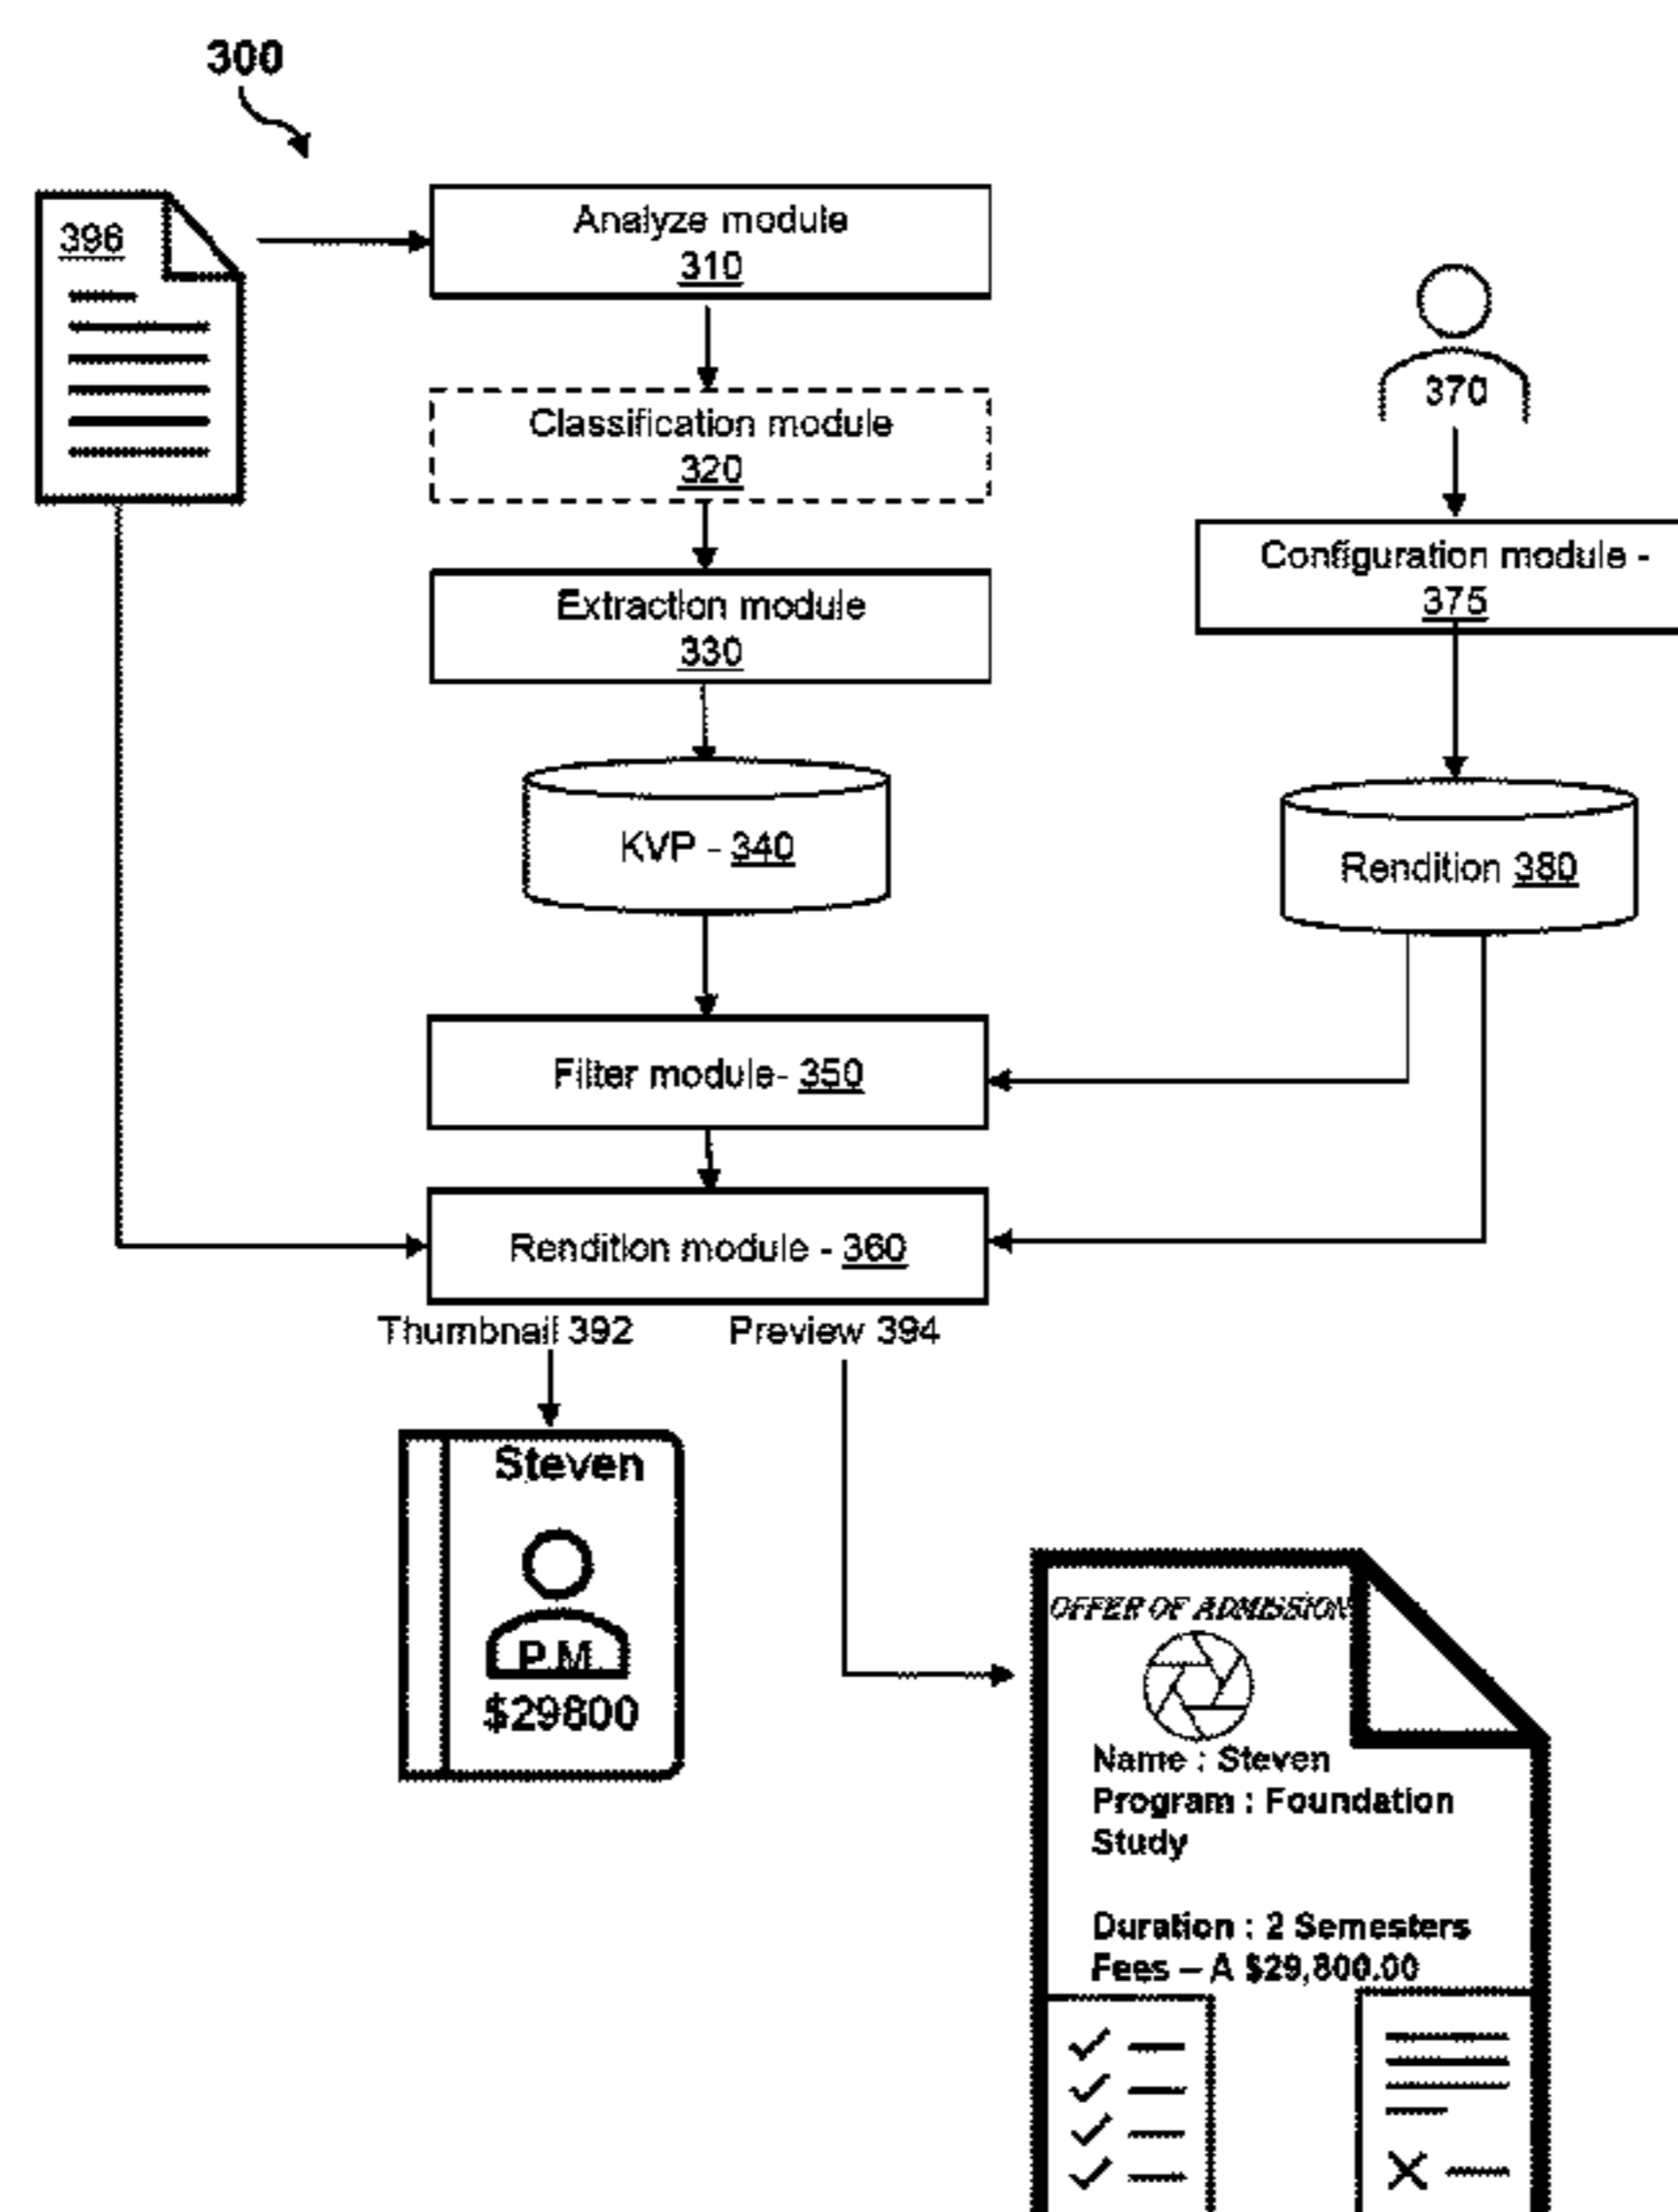 300
396
Analyze module
310
Classification module
320
370
Configuration module -
375
Extraction module
330
KVP - 340
Rendition 380
Filter module- 350
Rendition module - 360
Thumbnail 392
Preview 394
Steven
P.M.
$29800
OFFER OF ADMISSION
Name : Steven
Program : Foundation
Study
Duration : 2 Semesters
Fees – A $29,800.00